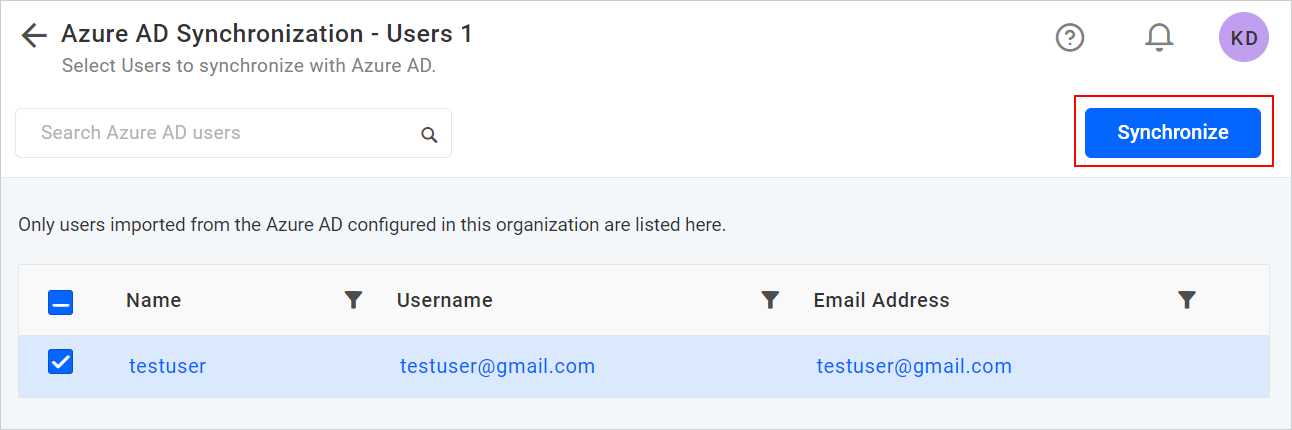 Azure AD Synchronization - Users 1
Select Users to synchronize with Azure AD.
KD
Search Azure AD users
Synchronize
Only users imported from the Azure AD configured in this organization are listed here.
Name Username Email Address
testuser testuser@gmail.com testuser@gmail.com